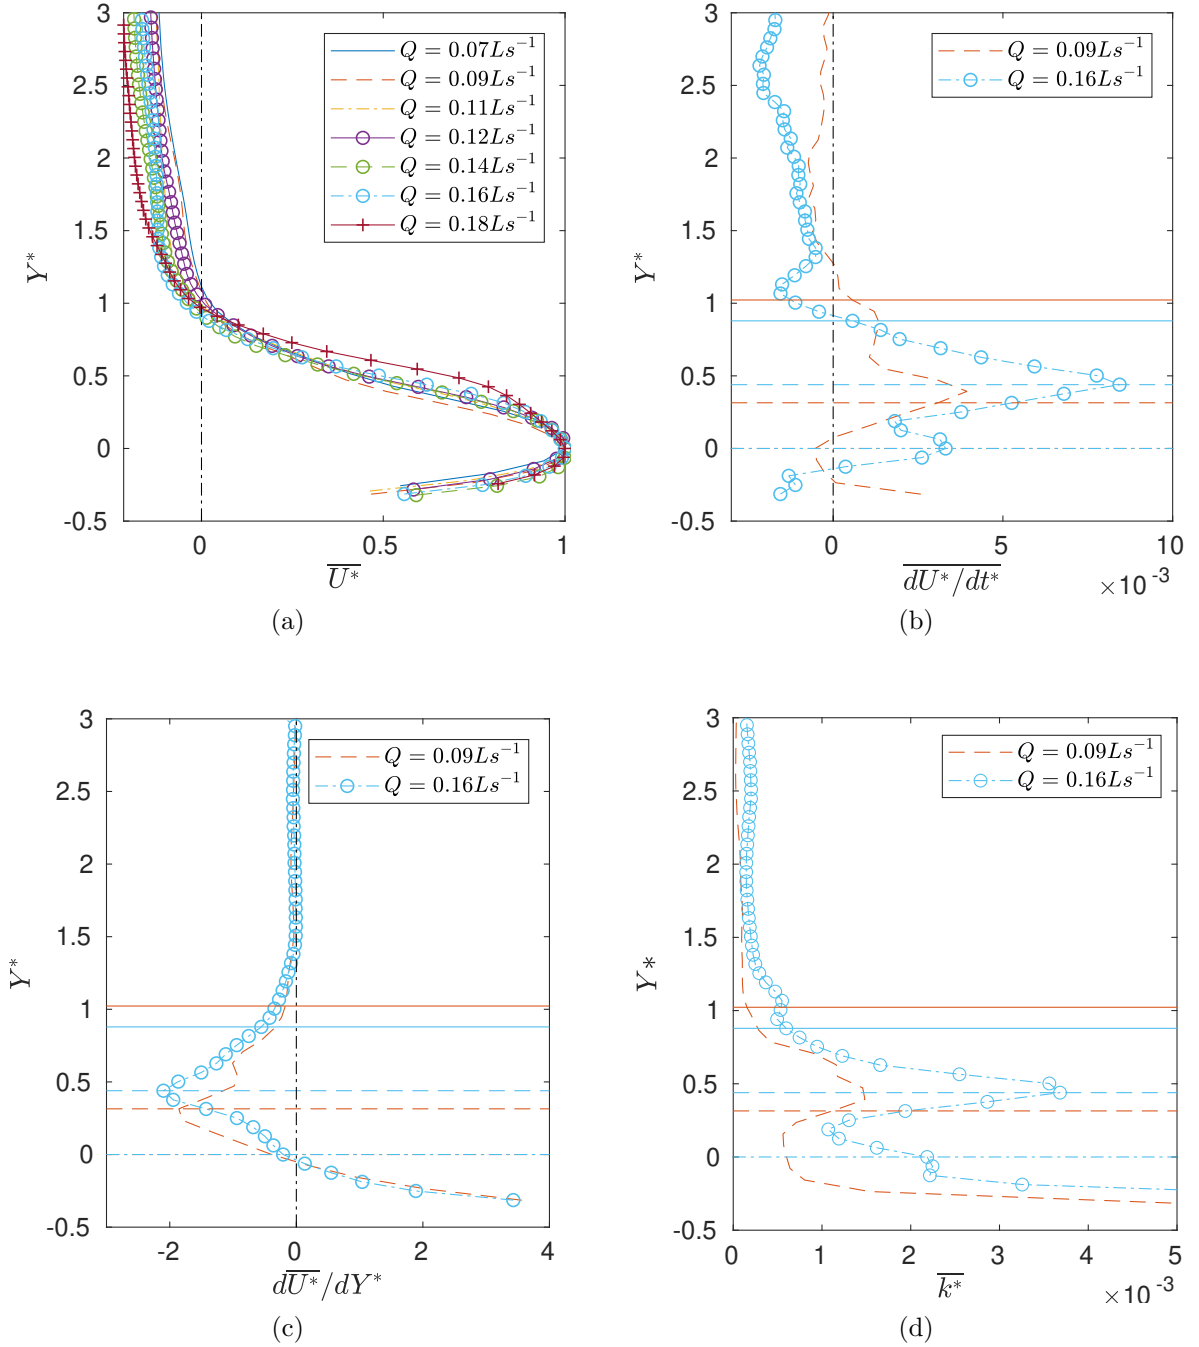 3
2.5
2
1.5
1
0.5
0
-0.5
Y*
Q = 0.07Ls⁻¹
Q = 0.09Ls⁻¹
Q = 0.11Ls⁻¹
Q = 0.12Ls⁻¹
Q = 0.14Ls⁻¹
Q = 0.16Ls⁻¹
Q = 0.18Ls⁻¹
0 0.5 1
U̅*̅
(a)
3
2.5
2
1.5
1
0.5
0
-0.5
Y*
Q = 0.09Ls⁻¹
Q = 0.16Ls⁻¹
0 5 10
d̅U̅*̅/̅d̅t̅*̅
×10⁻³
(b)
3
2.5
2
1.5
1
0.5
0
-0.5
Y*
Q = 0.09Ls⁻¹
Q = 0.16Ls⁻¹
-2 0 2 4
dU̅*̅/dY*
(c)
3
2.5
2
1.5
1
0.5
0
-0.5
Y*
Q = 0.09Ls⁻¹
Q = 0.16Ls⁻¹
0 1 2 3 4 5
k̅*̅
×10⁻³
(d)